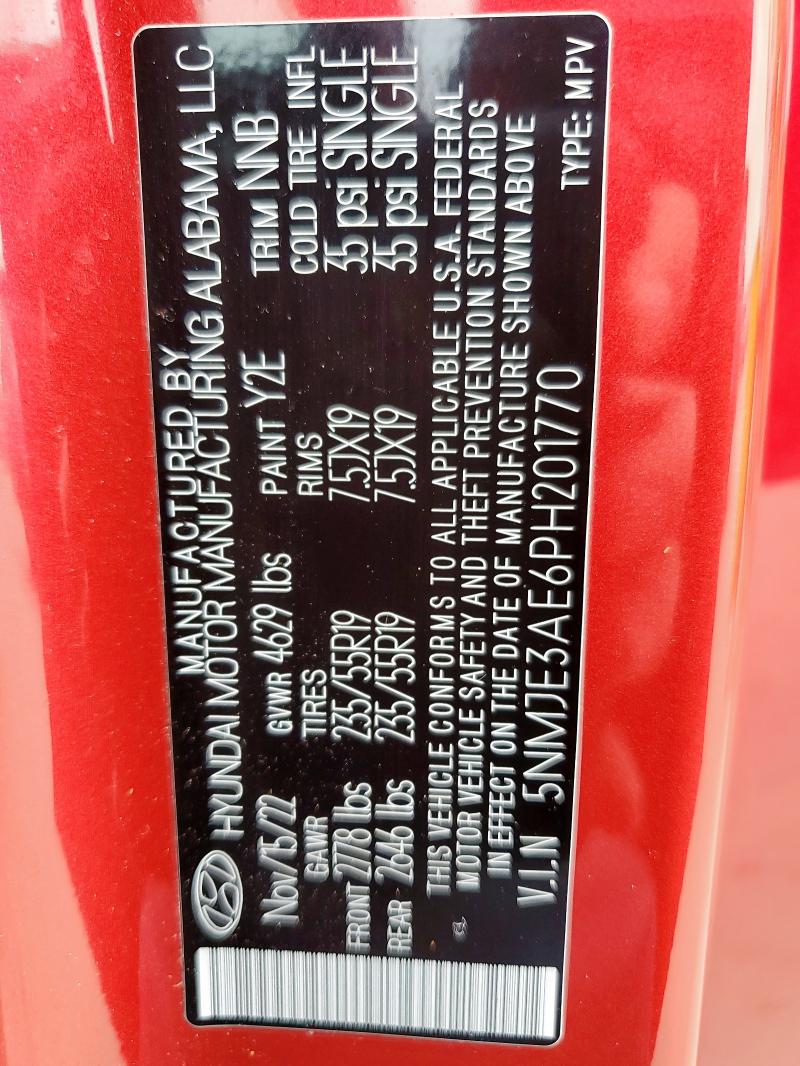 MANUFACTURED BY
HYUNDAI MOTOR MANUFACTURING ALABAMA, LLC
Nov/15/22 GVWR 4629 lbs PAINT Y2E TRIM NNB
GAWR TIRES RIMS COLD TIRE INFL
FRONT 2778 lbs 235/55R19 7.5JX19 35 psi SINGLE
REAR 2646 lbs 235/55R19 7.5JX19 35 psi SINGLE
THIS VEHICLE CONFORMS TO ALL APPLICABLE U.S.A. FEDERAL
MOTOR VEHICLE SAFETY AND THEFT PREVENTION STANDARDS
IN EFFECT ON THE DATE OF MANUFACTURE SHOWN ABOVE
V.I.N 5NMJE3AE6PH201770 TYPE: MPV